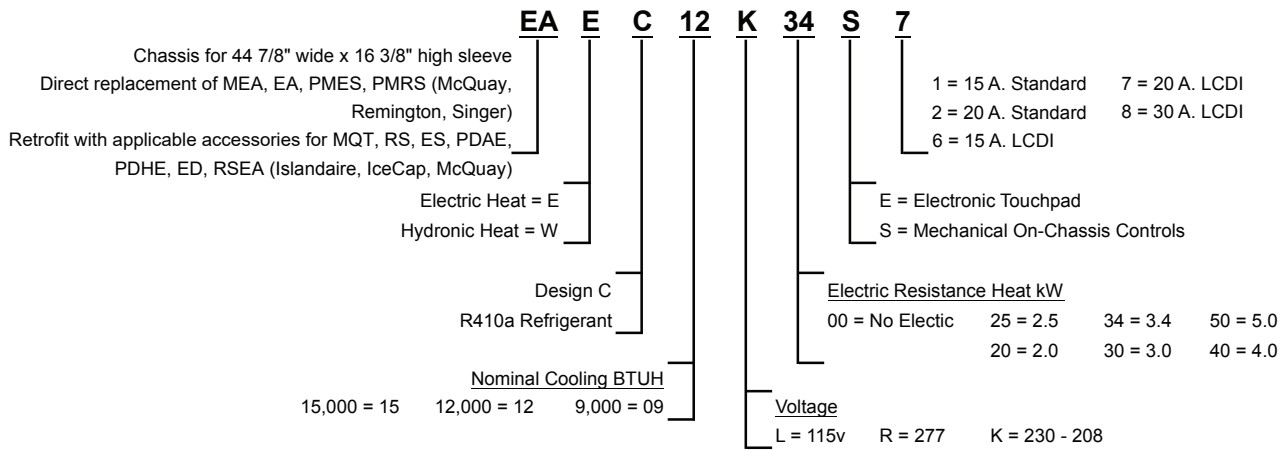 EA E C 12 K 34 S 7
Chassis for 44 7/8" wide x 16 3/8" high sleeve
Direct replacement of MEA, EA, PMES, PMRS (McQuay,
Remington, Singer)
Retrofit with applicable accessories for MQT, RS, ES, PDAE,
PDHE, ED, RSEA (Islandaire, IceCap, McQuay)
Electric Heat = E
Hydronic Heat = W
Design C
R410a Refrigerant
Nominal Cooling BTUH
15,000 = 15 12,000 = 12 9,000 = 09
1 = 15 A. Standard 7 = 20 A. LCDI
2 = 20 A. Standard 8 = 30 A. LCDI
6 = 15 A. LCDI
E = Electronic Touchpad
S = Mechanical On-Chassis Controls
Electric Resistance Heat kW
00 = No Electic 25 = 2.5 34 = 3.4 50 = 5.0
20 = 2.0 30 = 3.0 40 = 4.0
Voltage
L = 115v R = 277 K = 230 - 208